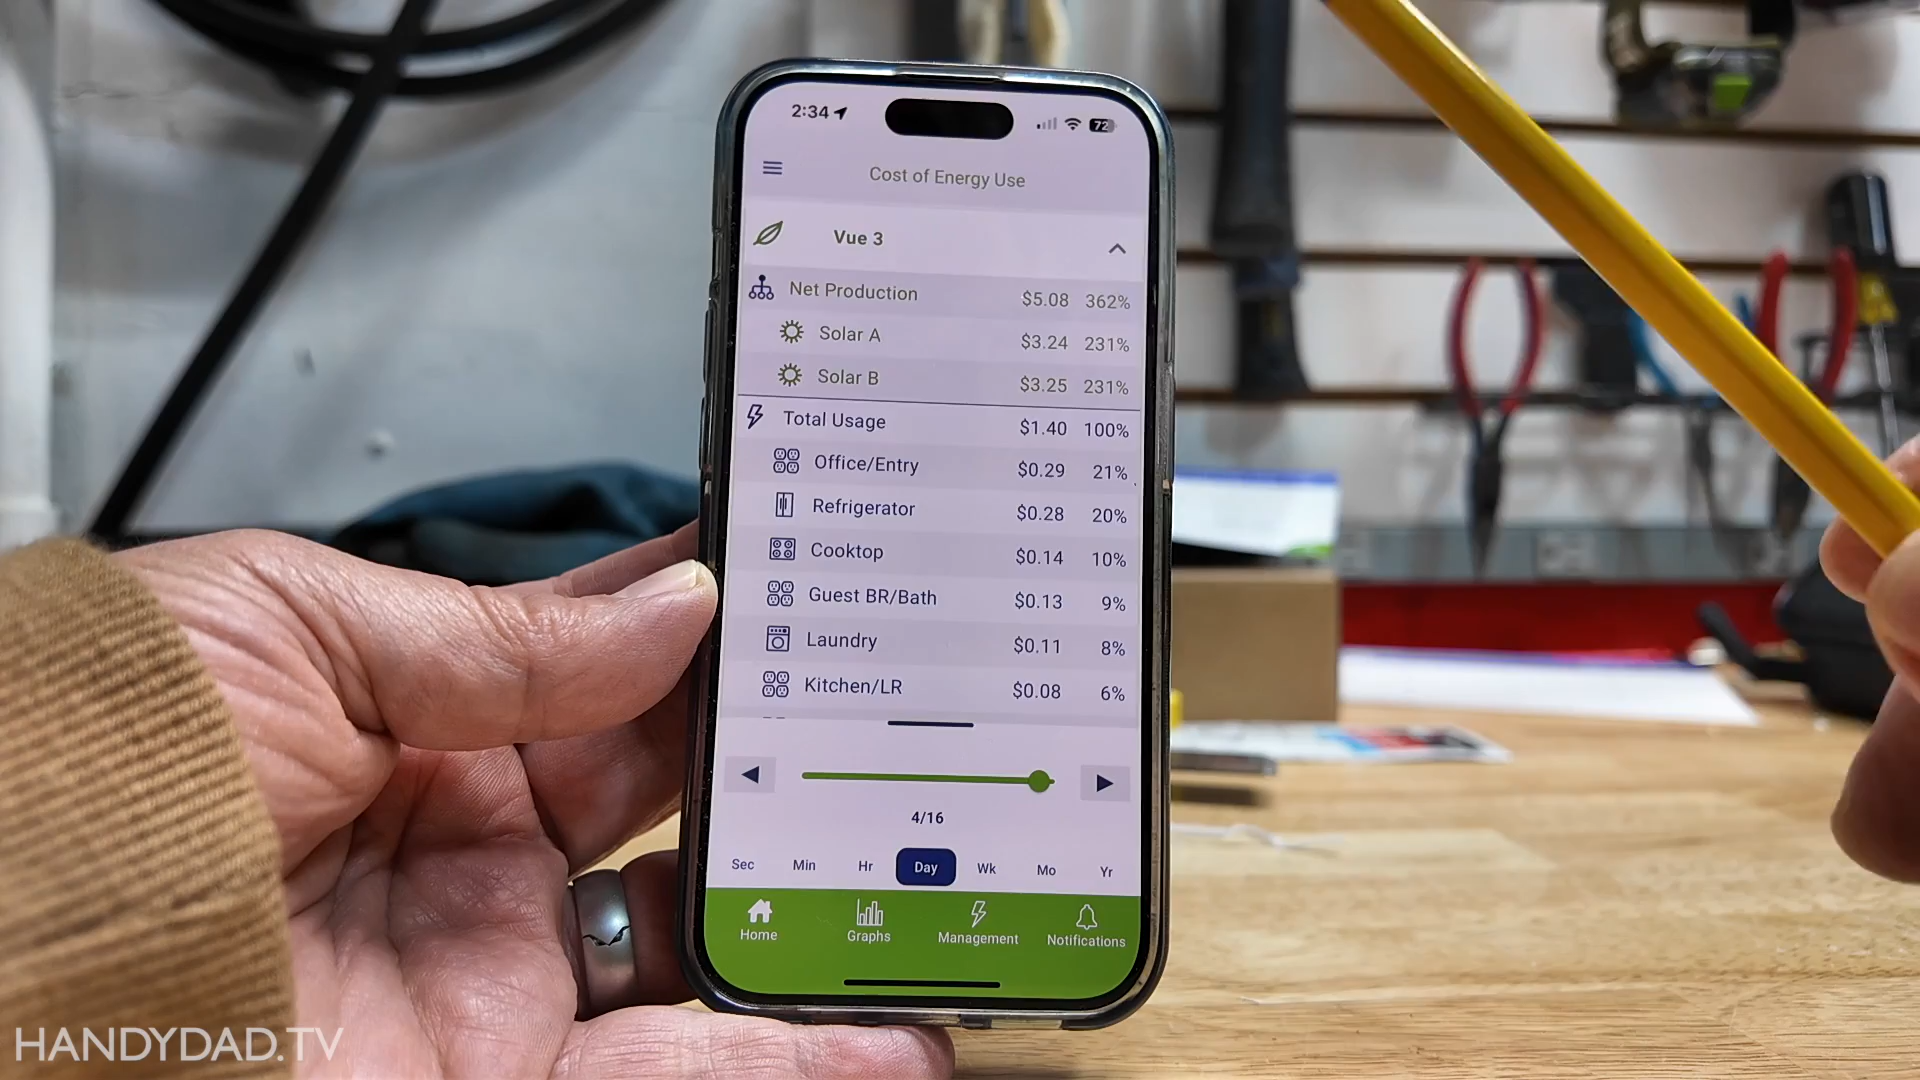 2:34
72
Cost of Energy Use
Vue 3
Net Production $5.08 362%
Solar A $3.24 231%
Solar B $3.25 231%
Total Usage $1.40 100%
Office/Entry $0.29 21%
Refrigerator $0.28 20%
Cooktop $0.14 10%
Guest BR/Bath $0.13 9%
Laundry $0.11 8%
Kitchen/LR $0.08 6%
4/16
Sec Min Hr Day Wk Mo Yr
Home Graphs Management Notifications
HANDYDAD.TV